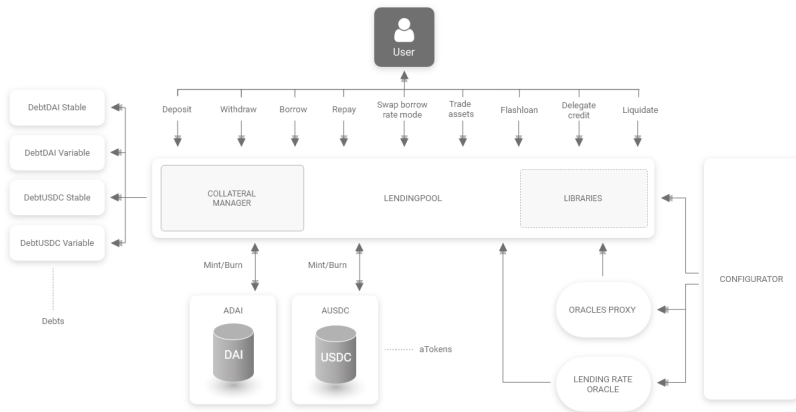 User
Deposit
Withdraw
Borrow
Repay
Swap borrow
rate mode
Trade
assets
Flashloan
Delegate
credit
Liquidate
DebtDAI Stable
DebtDAI Variable
DebtUSDC Stable
DebtUSDC Variable
Debts
COLLATERAL
MANAGER
LENDINGPOOL
LIBRARIES
Mint/Burn
Mint/Burn
ADAI
DAI
AUSDC
USDC
aTokens
ORACLES PROXY
LENDING RATE
ORACLE
CONFIGURATOR